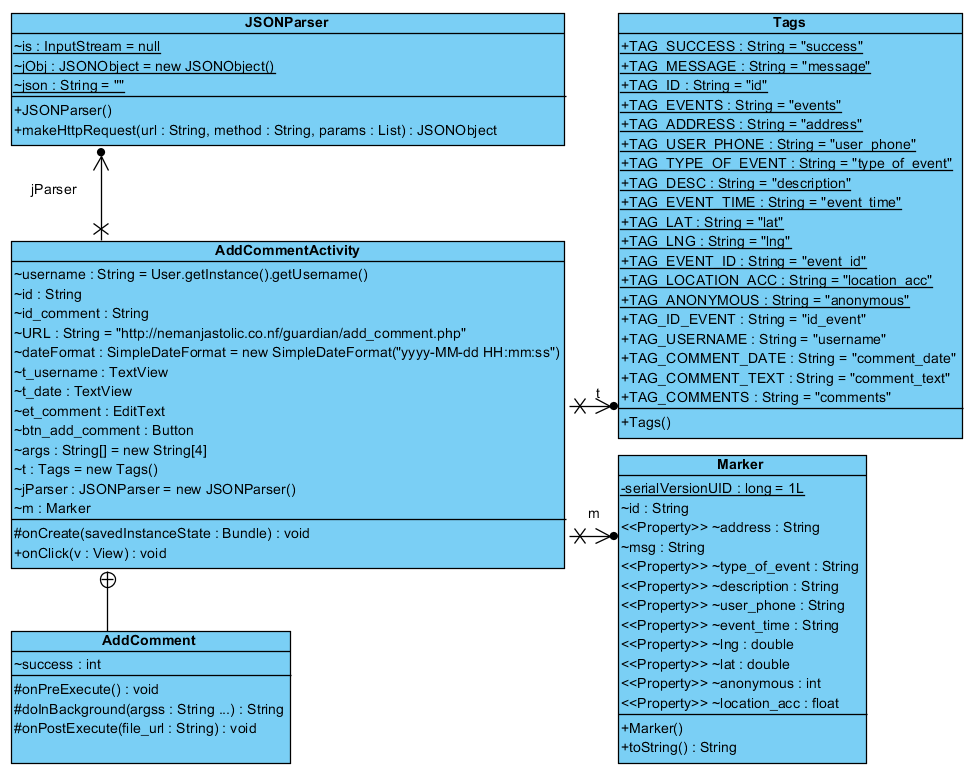 JSONParser
~is : InputStream = null
~jObj : JSONObject = new JSONObject()
~json : String = ""
+JSONParser()
+makeHttpRequest(url : String, method : String, params : List) : JSONObject
jParser
AddCommentActivity
~username : String = User.getInstance().getUsername()
~id : String
~id_comment : String
~URL : String = "http://nemanjastolic.co.nf/guardian/add_comment.php"
~dateFormat : SimpleDateFormat = new SimpleDateFormat("yyyy-MM-dd HH:mm:ss")
~t_username : TextView
~t_date : TextView
~et_comment : EditText
~btn_add_comment : Button
~args : String[] = new String[4]
~t : Tags = new Tags()
~jParser : JSONParser = new JSONParser()
~m : Marker
#onCreate(savedInstanceState : Bundle) : void
+onClick(v : View) : void
AddComment
~success : int
#onPreExecute() : void
#doInBackground(argss : String ...) : String
#onPostExecute(file_url : String) : void
Tags
+TAG_SUCCESS : String = "success"
+TAG_MESSAGE : String = "message"
+TAG_ID : String = "id"
+TAG_EVENTS : String = "events"
+TAG_ADDRESS : String = "address"
+TAG_USER_PHONE : String = "user_phone"
+TAG_TYPE_OF_EVENT : String = "type_of_event"
+TAG_DESC : String = "description"
+TAG_EVENT_TIME : String = "event_time"
+TAG_LAT : String = "lat"
+TAG_LNG : String = "lng"
+TAG_EVENT_ID : String = "event_id"
+TAG_LOCATION_ACC : String = "location_acc"
+TAG_ANONYMOUS : String = "anonymous"
+TAG_ID_EVENT : String = "id_event"
+TAG_USERNAME : String = "username"
+TAG_COMMENT_DATE : String = "comment_date"
+TAG_COMMENT_TEXT : String = "comment_text"
+TAG_COMMENTS : String = "comments"
+Tags()
t
m
Marker
-serialVersionUID : long = 1L
~id : String
<<Property>> ~address : String
~msg : String
<<Property>> ~type_of_event : String
<<Property>> ~description : String
<<Property>> ~user_phone : String
<<Property>> ~event_time : String
<<Property>> ~lng : double
<<Property>> ~lat : double
<<Property>> ~anonymous : int
<<Property>> ~location_acc : float
+Marker()
+toString() : String